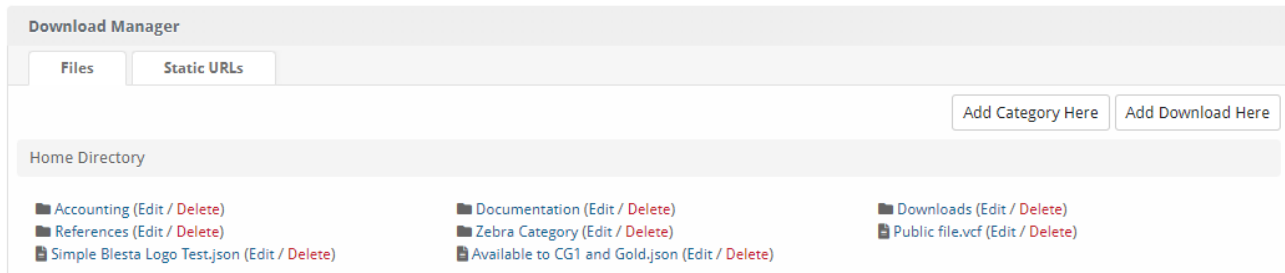 Download Manager
Files Static URLs
Add Category Here Add Download Here
Home Directory
Accounting (Edit / Delete) Documentation (Edit / Delete) Downloads (Edit / Delete)
References (Edit / Delete) Zebra Category (Edit / Delete) Public file.vcf (Edit / Delete)
Simple Blesta Logo Test.json (Edit / Delete) Available to CG1 and Gold.json (Edit / Delete)